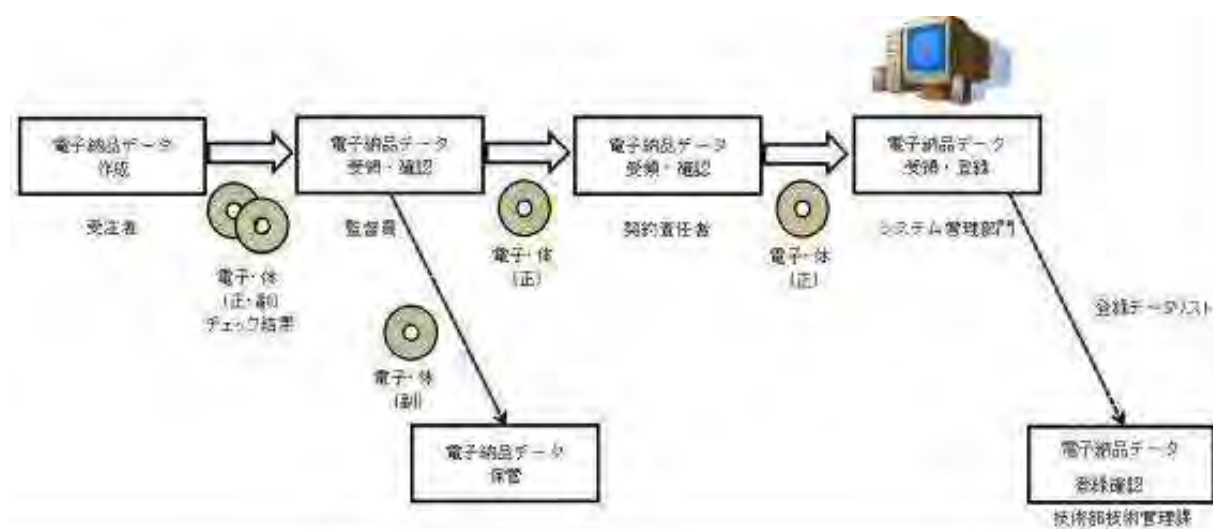 電子納品データ
作成
受注者
電子・体
(正・副)
チェック結果
電子納品データ
受領・確認
監督員
電子・体
(正)
電子・体
(副)
電子納品データ
保管
電子納品データ
受領・確認
契約責任者
電子・体
(正)
電子納品データ
受領・登録
システム管理部門
登録データリスト
電子納品データ
登録確認
技術部技術管理課